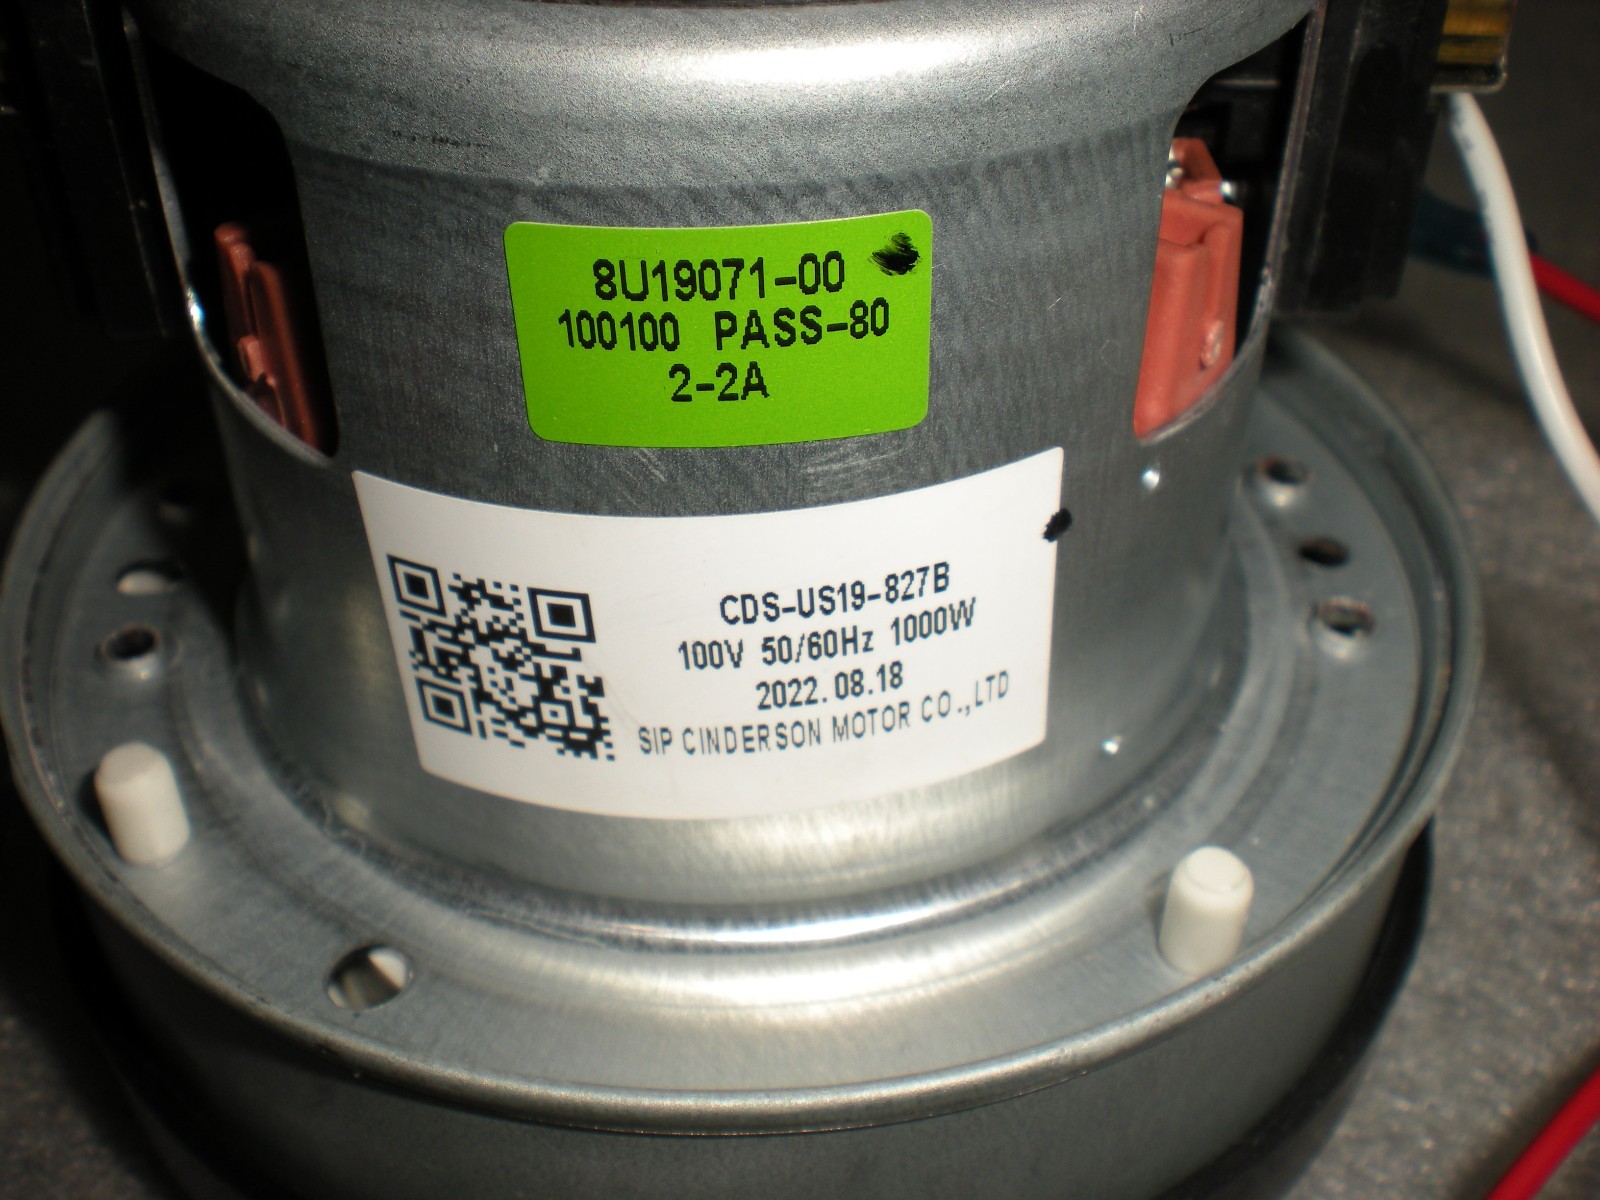 8U19071-00
100100 PASS-80
2-2A
CDS-US19-827B
100V 50/60Hz 1000W
2022.08.18
SIP CINDERSON MOTOR CO.,LTD